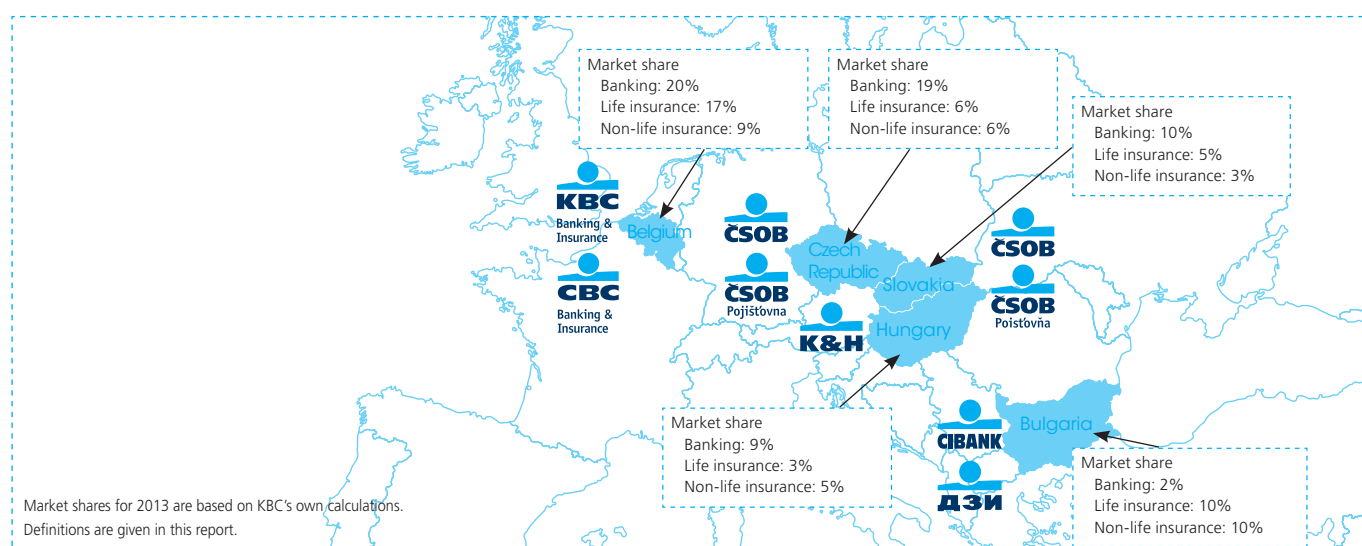 Market share
Banking: 20%
Life insurance: 17%
Non-life insurance: 9%
Market share
Banking: 19%
Life insurance: 6%
Non-life insurance: 6%
Market share
Banking: 10%
Life insurance: 5%
Non-life insurance: 3%
KBC
Banking &
Insurance
CBC
Banking &
Insurance
Belgium
ČSOB
ČSOB
Pojišťovna
Czech
Republic
Slovakia
ČSOB
ČSOB
Poisťovňa
K&H
Hungary
Market share
Banking: 9%
Life insurance: 3%
Non-life insurance: 5%
CIBANK
ДЗИ
Bulgaria
Market share
Banking: 2%
Life insurance: 10%
Non-life insurance: 10%
Market shares for 2013 are based on KBC’s own calculations.
Definitions are given in this report.